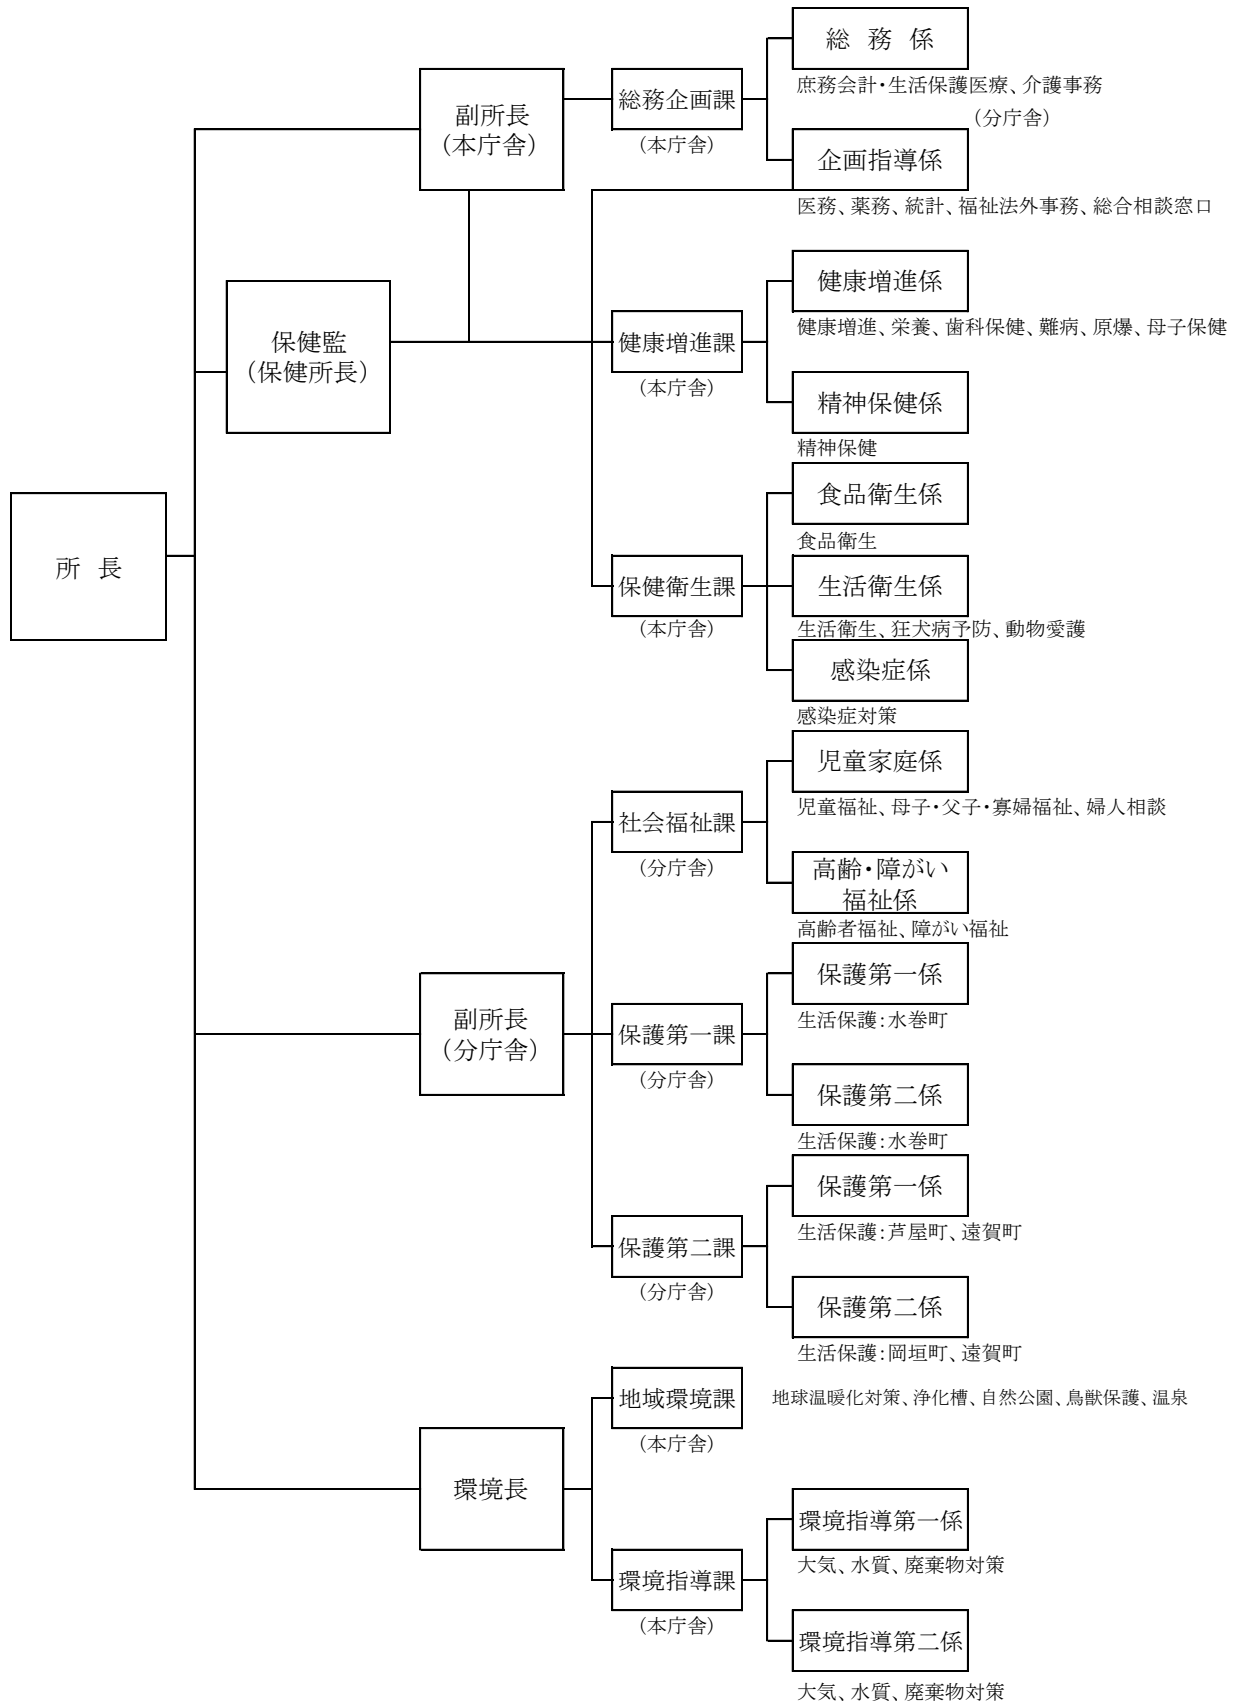 総 務 係
庶務会計・生活保護医療、介護事務
（分庁舎）
副所長
（本庁舎）
総務企画課
（本庁舎）
企画指導係
医務、薬務、統計、福祉法外事務、総合相談窓口
健康増進係
健康増進、栄養、歯科保健、難病、原爆、母子保健
保健監
（保健所長）
健康増進課
（本庁舎）
精神保健係
精神保健
食品衛生係
食品衛生
所 長
保健衛生課
（本庁舎）
生活衛生係
生活衛生、狂犬病予防、動物愛護
感染症係
感染症対策
児童家庭係
児童福祉、母子・父子・寡婦福祉、婦人相談
社会福祉課
（分庁舎）
高齢・障がい
福祉係
高齢者福祉、障がい福祉
保護第一係
生活保護：水巻町
副所長
（分庁舎）
保護第一課
（分庁舎）
保護第二係
生活保護：水巻町
保護第一係
生活保護：芦屋町、遠賀町
保護第二課
（分庁舎）
保護第二係
生活保護：岡垣町、遠賀町
地域環境課
（本庁舎）
地球温暖化対策、浄化槽、自然公園、鳥獣保護、温泉
環境長
環境指導第一係
大気、水質、廃棄物対策
環境指導課
（本庁舎）
環境指導第二係
大気、水質、廃棄物対策